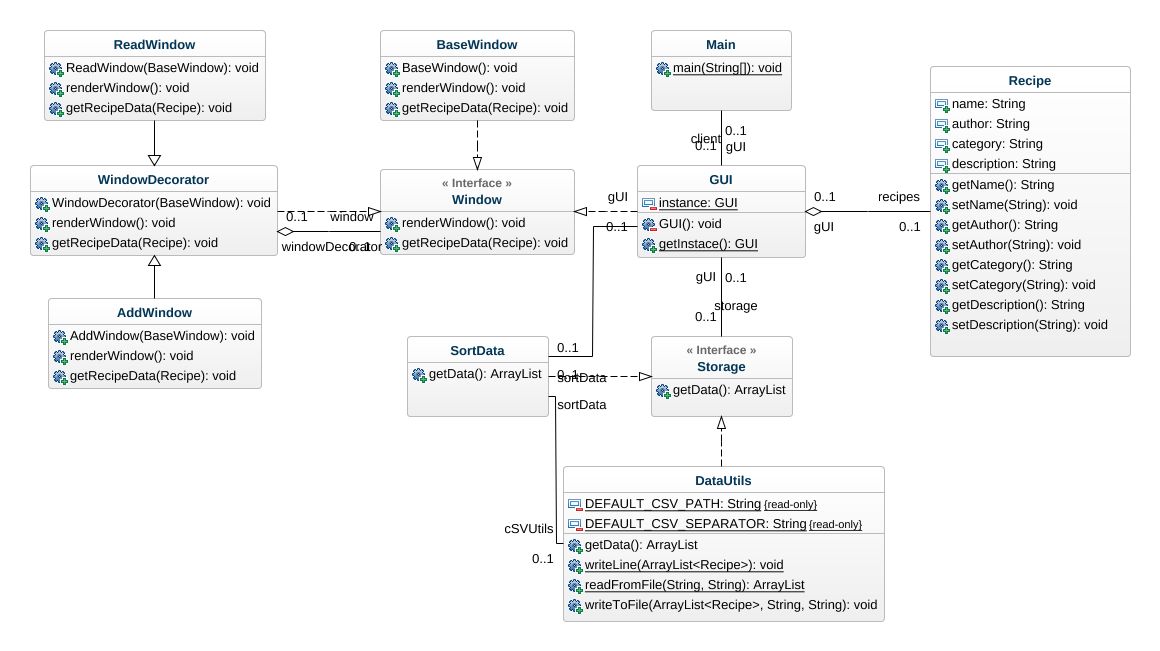 ReadWindow
ReadWindow(BaseWindow): void
renderWindow(): void
getRecipeData(Recipe): void
BaseWindow
BaseWindow(): void
renderWindow(): void
getRecipeData(Recipe): void
Main
main(String[]): void
Recipe
name: String
author: String
category: String
description: String
getName(): String
setName(String): void
getAuthor(): String
setAuthor(String): void
getCategory(): String
setCategory(String): void
getDescription(): String
setDescription(String): void
client
0..1
0..1
gUI
WindowDecorator
WindowDecorator(BaseWindow): void
renderWindow(): void
getRecipeData(Recipe): void
0..1
window
windowDecorator
0..1
« Interface »
Window
renderWindow(): void
getRecipeData(Recipe): void
gUI
0..1
GUI
instance: GUI
GUI(): void
getInstace(): GUI
0..1
recipes
gUI
0..1
gUI
0..1
storage
0..1
AddWindow
AddWindow(BaseWindow): void
renderWindow(): void
getRecipeData(Recipe): void
SortData
getData(): ArrayList
0..1
0..1
sortData
sortData
« Interface »
Storage
getData(): ArrayList
cSVUtils
0..1
DataUtils
DEFAULT_CSV_PATH: String {read-only}
DEFAULT_CSV_SEPARATOR: String {read-only}
getData(): ArrayList
writeLine(ArrayList<Recipe>): void
readFromFile(String, String): ArrayList
writeToFile(ArrayList<Recipe>, String, String): void